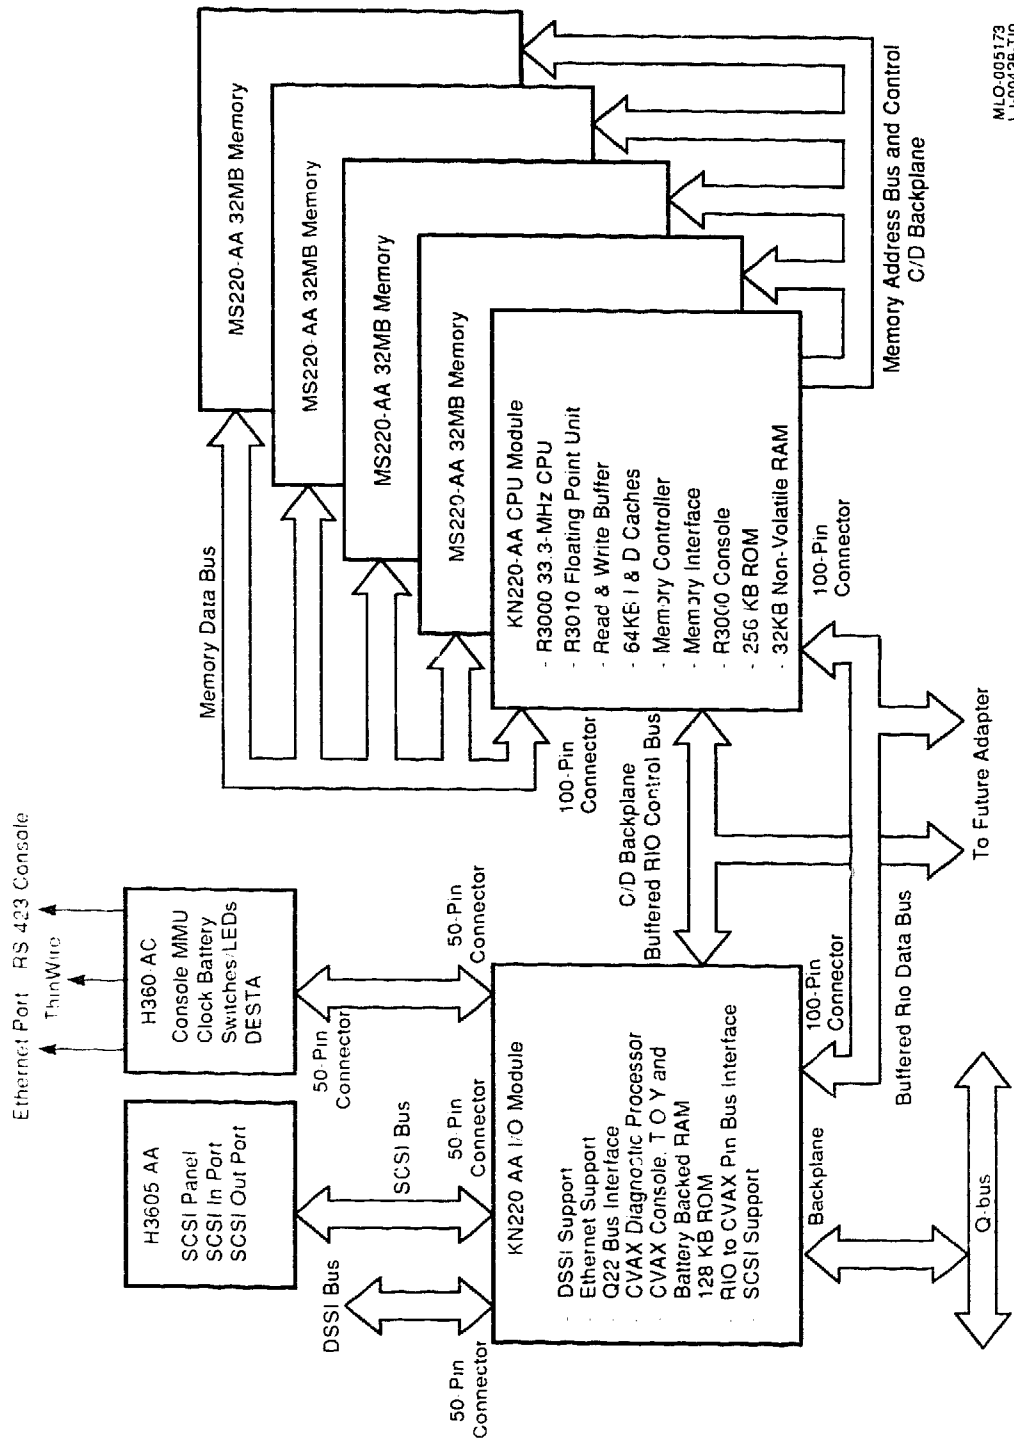 Ethernet Port RS 423 Console
ThinWire
H3605 AA
SCSI Panel
SCSI In Port
SCSI Out Port
H360-AC
Console MMU
Clock Battery
Switches/LEDs
DESTA
DSSI Bus
SCSI Bus
50-Pin
Connector
50-Pin
Connector
50-Pin
Connector
50-Pin
Connector
KN220 AA I/O Module
- DSSI Support
- Ethernet Support
- Q22 Bus Interface
- CVAX Diagnostic Processor
- CVAX Console, T O Y and
Battery Backed RAM
- 128 KB ROM
- RIO to CVAX Pin Bus Interface
- SCSI Support
Backplane
Q-bus
100-Pin
Connector
Buffered Rio Data Bus
C/D Backplane
Buffered RIO Control Bus
To Future Adapter
Memory Data Bus
100-Pin
Connector
MS220-AA 32MB Memory
MS220-AA 32MB Memory
MS220-AA 32MB Memory
MS220-AA 32MB Memory
KN220-AA CPU Module
- R3000 33.3-MHz CPU
- R3010 Floating Point Unit
- Read & Write Buffer
- 64KB I & D Caches
- Memory Controller
- Memory Interface
- R3000 Console
- 256 KB ROM
- 32KB Non-Volatile RAM
100-Pin
Connector
Memory Address Bus and Control
C/D Backplane
MLO-005173